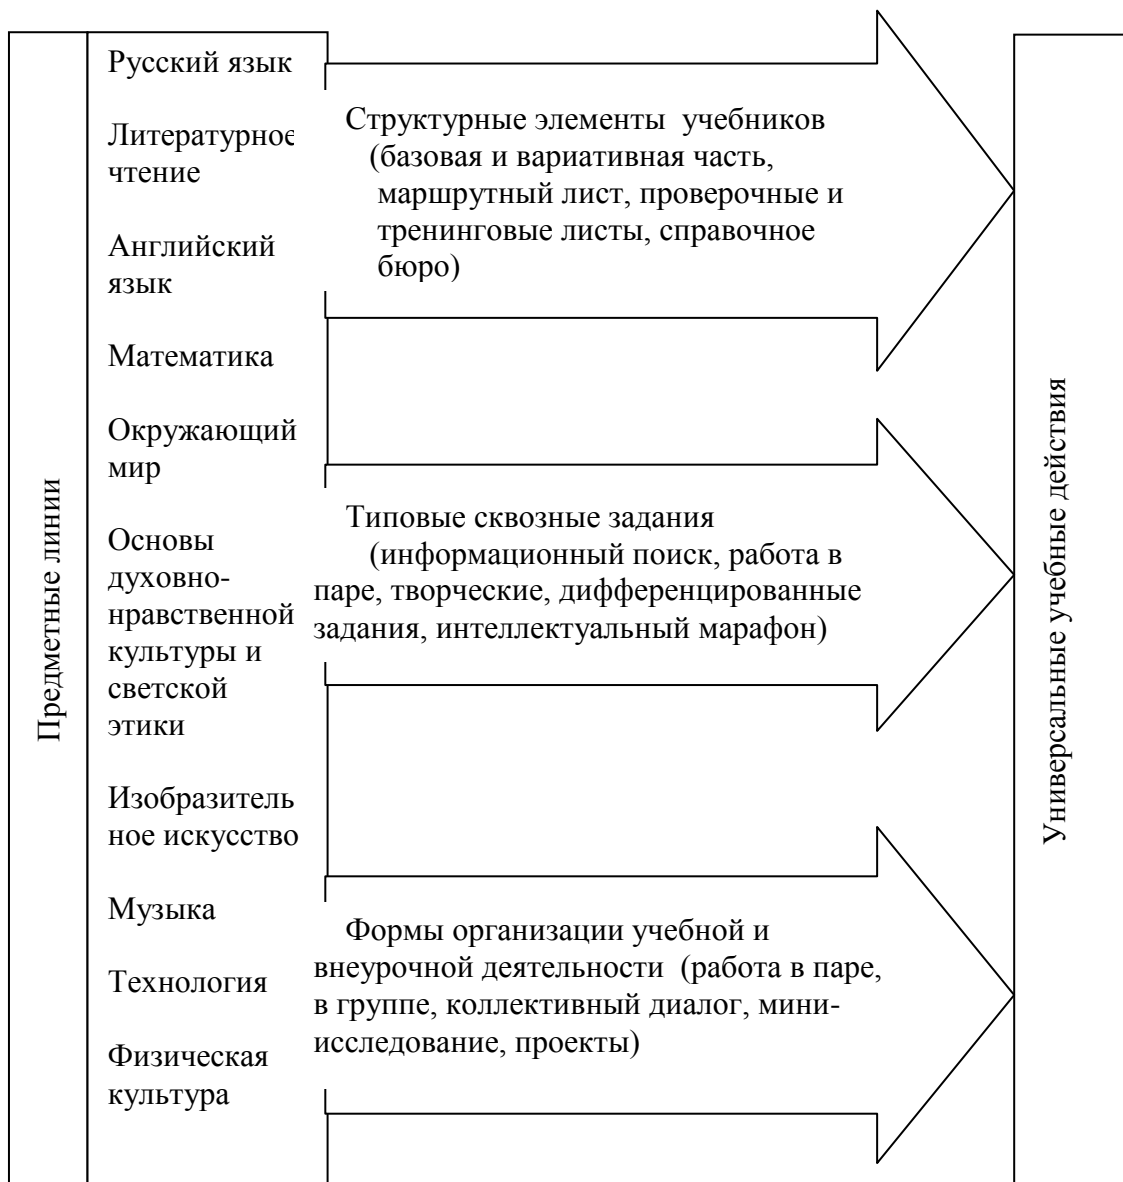 Предметные линии
Русский язык
Литературное
чтение
Английский
язык
Математика
Окружающий
мир
Основы
духовно-
нравственной
культуры и
светской
этики
Изобразитель
ное искусство
Музыка
Технология
Физическая
культура
Структурные элементы учебников
(базовая и вариативная часть,
маршрутный лист, проверочные и
тренинговые листы, справочное
бюро)
Типовые сквозные задания
(информационный поиск, работа в
паре, творческие, дифференцированные
задания, интеллектуальный марафон)
Формы организации учебной и
внеурочной деятельности (работа в паре,
в группе, коллективный диалог, мини-
исследование, проекты)
Универсальные учебные действия